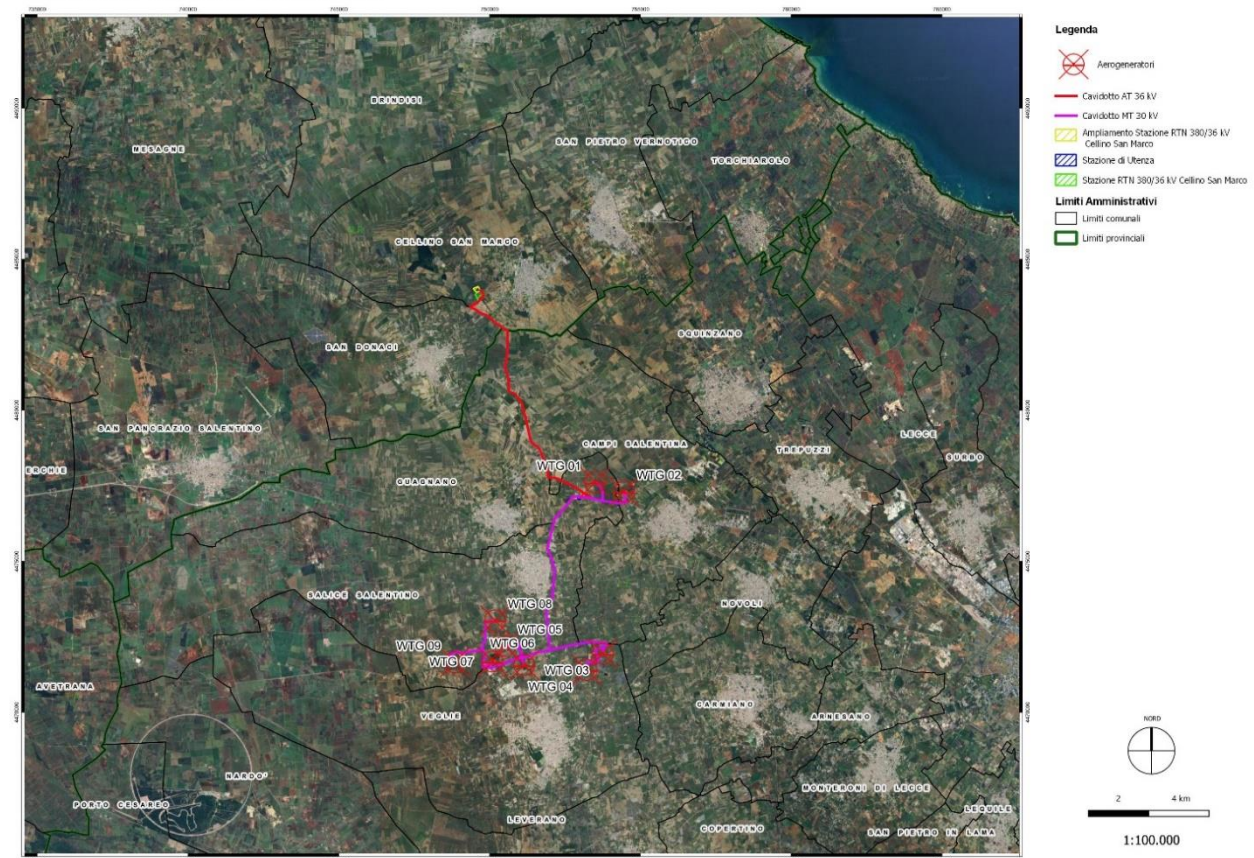 BRINDISI
MESAGNE
SAN PIETRO VERNOTICO
TORCHIAROLO
CELLINO SAN MARCO
SQUINZANO
SAN DONACI
SAN PANCRAZIO SALENTINO
LECCE
CAMPI SALENTINA
TREPUZZI
SURBO
ERCHIE
WTG 01
WTG 02
GUAGNANO
SALICE SALENTINO
WTG 08
NOVOLI
WTG 05
WTG 09
WTG 06
WTG 07
WTG 03
WTG 04
AVETRANA
VEGLIE
CARMIANO
ARNESANO
NARDO'
PORTO CESAREO
MONTERONI DI LECCE
LEVERANO
COPERTINO
LEQUILE
SAN PIETRO IN LAMA
Legenda
Aerogeneratori
Cavidotto AT 36 kV
Cavidotto MT 30 kV
Ampliamento Stazione RTN 380/36 kV
Cellino San Marco
Stazione di Utenza
Stazione RTN 380/36 kV Cellino San Marco
Limiti Amministrativi
Limiti comunali
Limiti provinciali
NORD
2 4 km
1:100.000